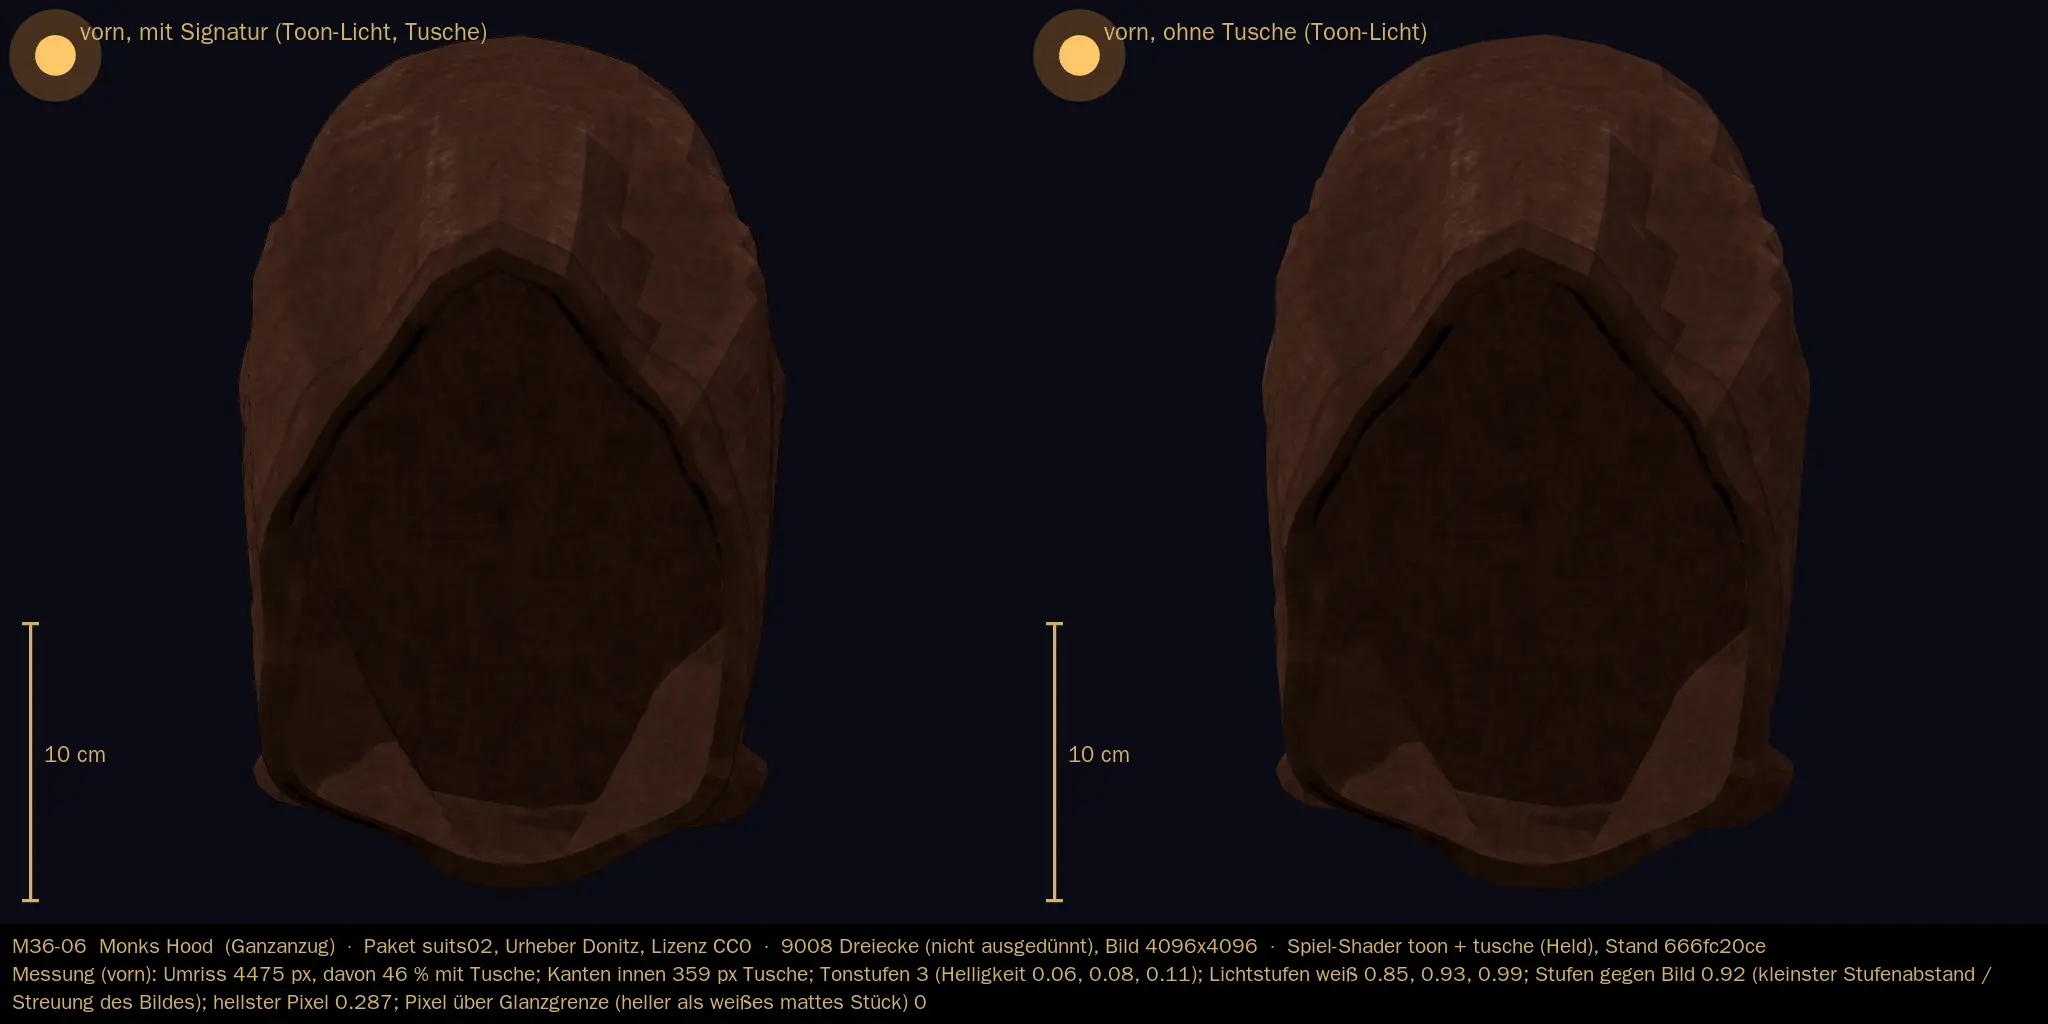 vorn, mit Signatur (Toon-Licht, Tusche)
vorn, ohne Tusche (Toon-Licht)
10 cm
10 cm
M36-06  Monks Hood  (Ganzanzug)  ·  Paket suits02, Urheber Donitz, Lizenz CC0  ·  9008 Dreiecke (nicht ausgedünnt), Bild 4096x4096  ·  Spiel-Shader toon + tusche (Held), Stand 666fc20ce
Messung (vorn): Umriss 4475 px, davon 46 % mit Tusche; Kanten innen 359 px Tusche; Tonstufen 3 (Helligkeit 0.06, 0.08, 0.11); Lichtstufen weiß 0.85, 0.93, 0.99; Stufen gegen Bild 0.92 (kleinster Stufenabstand /
Streuung des Bildes); hellster Pixel 0.287; Pixel über Glanzgrenze (heller als weißes mattes Stück) 0